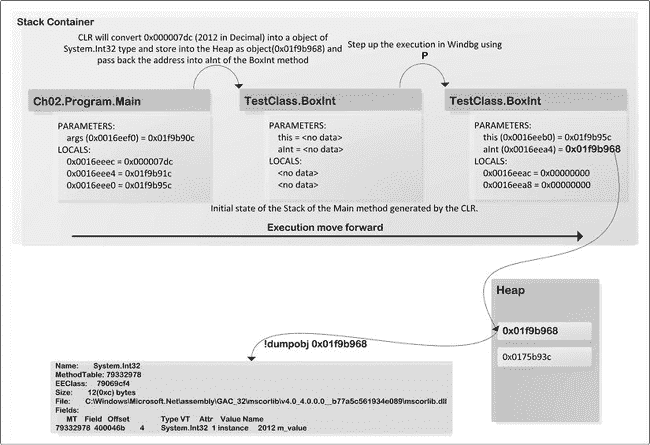 Stack Container
CLR will convert 0x000007dc (2012 in Decimal) into a object of
System.Int32 type and store into the Heap as object(0x01f9b968) and
pass back the address into aInt of the BoxInt method
Step up the execution in Windbg using
P
Ch02.Program.Main
PARAMETERS:
args (0x0016eef0) = 0x01f9b90c
LOCALS:
0x0016eeec = 0x000007dc
0x0016eee4 = 0x01f9b91c
0x0016eee0 = 0x01f9b95c
TestClass.BoxInt
PARAMETERS:
this = <no data>
aInt = <no data>
LOCALS:
<no data>
<no data>
TestClass.BoxInt
PARAMETERS:
this (0x0016eeb0) = 0x01f9b95c
aInt (0x0016eea4) = 0x01f9b968
LOCALS:
0x0016eeac = 0x00000000
0x0016eea8 = 0x00000000
Initial state of the Stack of the Main method generated by the CLR.
Execution move forward
Heap
0x01f9b968
0x0175b93c
!dumpobj 0x01f9b968
Name: System.Int32
MethodTable: 79332978
EEClass: 79069cf4
Size: 12(0xc) bytes
File: C:\Windows\Microsoft.Net\assembly\GAC_32\mscorlib\v4.0_4.0.0.0__b77a5c561934e089\mscorlib.dll
Fields:
MT Field Offset Type VT Attr Value Name
79332978 400046b 4 System.Int32 1 instance 2012 m_value